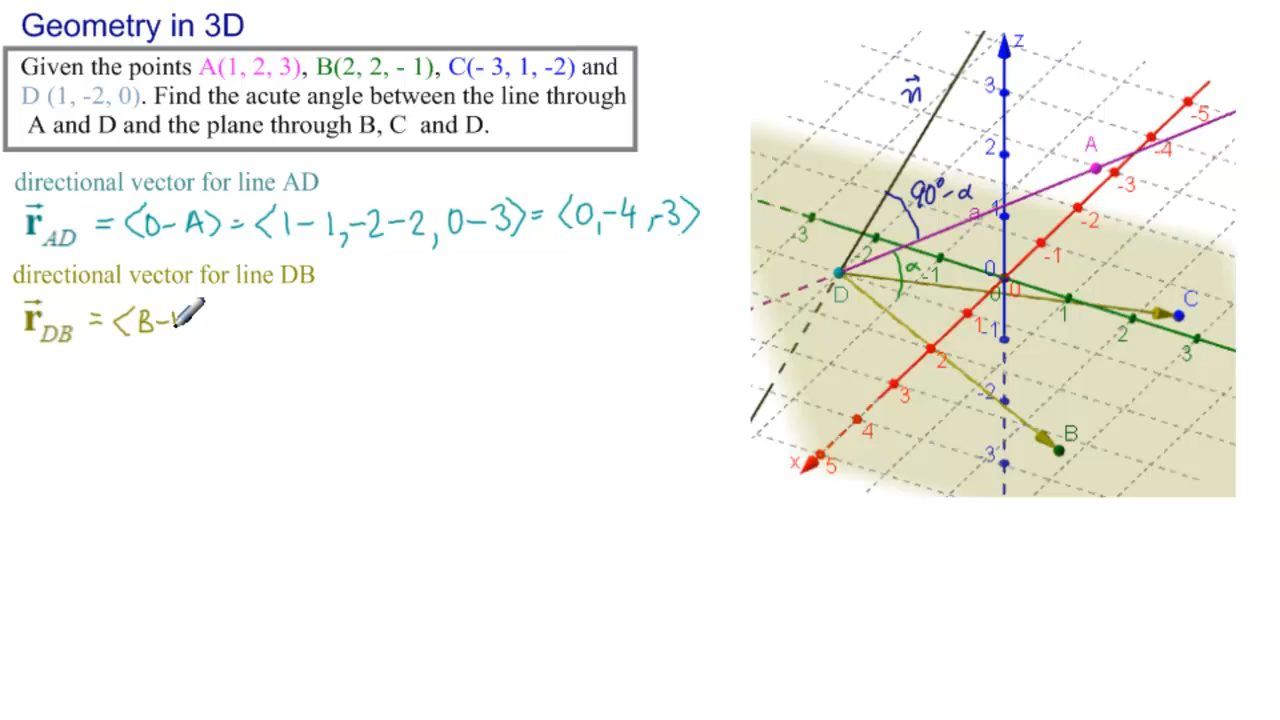 Geometry in 3D
Given the points A(1, 2, 3), B(2, 2, - 1), C(- 3, 1, -2) and
D (1, -2, 0). Find the acute angle between the line through
A and D and the plane through B, C and D.
directional vector for line AD
r⃗ AD = ⟨D-A⟩ = ⟨1-1, -2-2, 0-3⟩ = ⟨0, -4, -3⟩
directional vector for line DB
r⃗ DB = ⟨B-
z
n⃗
3
-5
2
A
-4
-3
90°-α
a
1
-2
-3
-2
α
-1
0
-1
D
0
0
C
1
1
-1
2
3
2
-2
3
4
B
-3
x
5